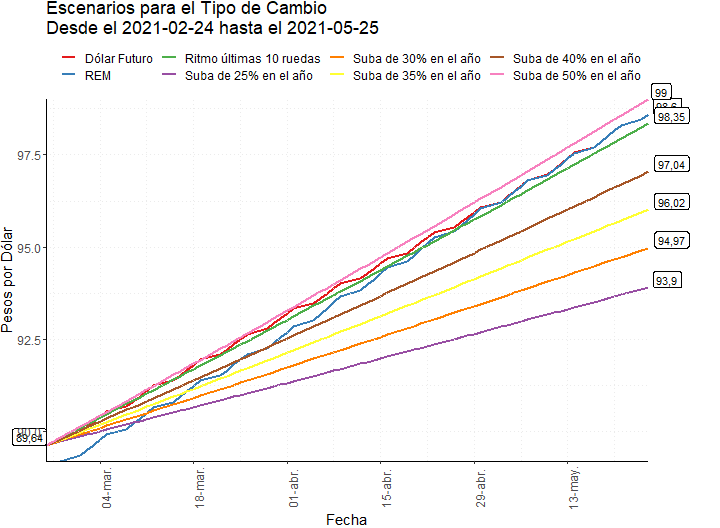 Escenarios para el Tipo de Cambio
Desde el 2021-02-24 hasta el 2021-05-25
Dólar Futuro
Ritmo últimas 10 ruedas
Suba de 30% en el año
Suba de 40% en el año
REM
Suba de 25% en el año
Suba de 35% en el año
Suba de 50% en el año
99
98,6
98,35
97.5
97,04
96,02
95.0
94,97
93,9
92.5
90.0
89,64
Pesos por Dólar
04-mar.
18-mar.
01-abr.
15-abr.
29-abr.
13-may.
Fecha